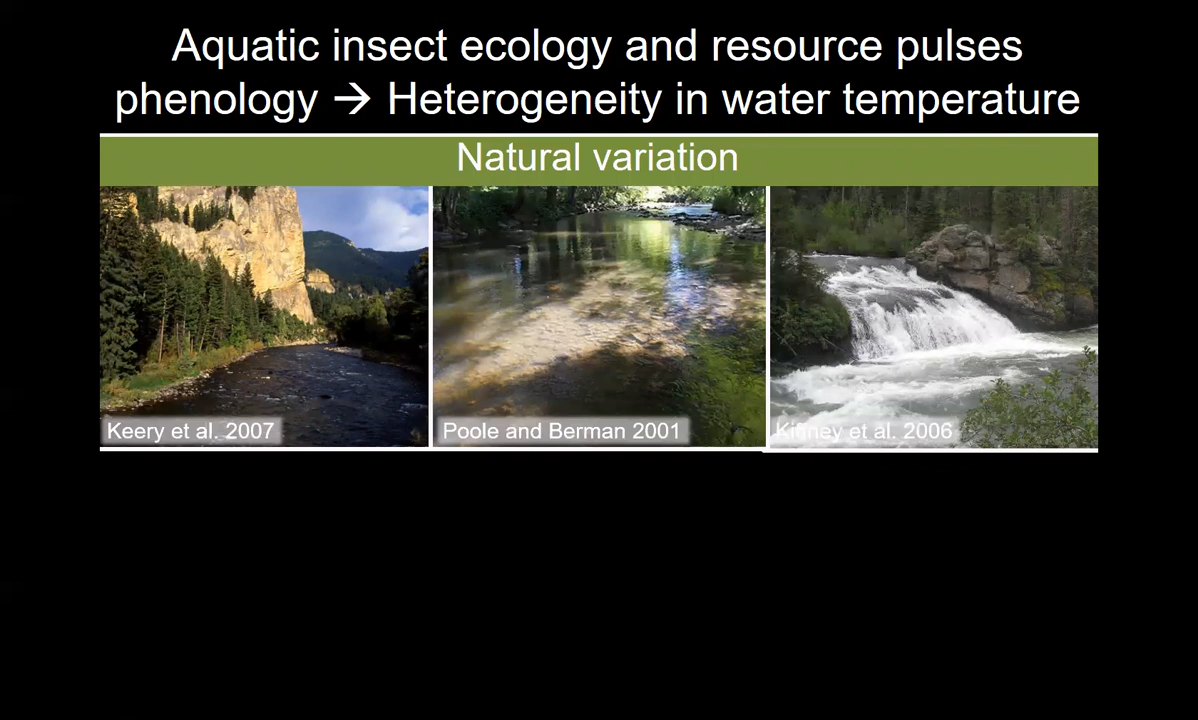 Aquatic insect ecology and resource pulses
phenology → Heterogeneity in water temperature
Natural variation
Keery et al. 2007
Poole and Berman 2001
Kiffney et al. 2006